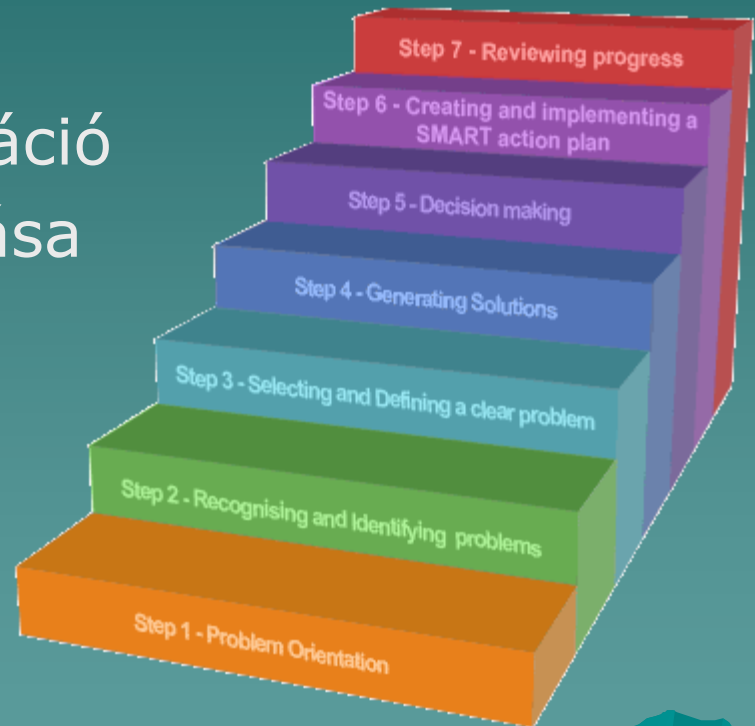 áció
ása
Step 7 - Reviewing progress
Step 6 - Creating and implementing a
SMART action plan
Step 5 - Decision making
Step 4 - Generating Solutions
Step 3 - Selecting and Defining a clear problem
Step 2 - Recognising and Identifying problems
Step 1 - Problem Orientation